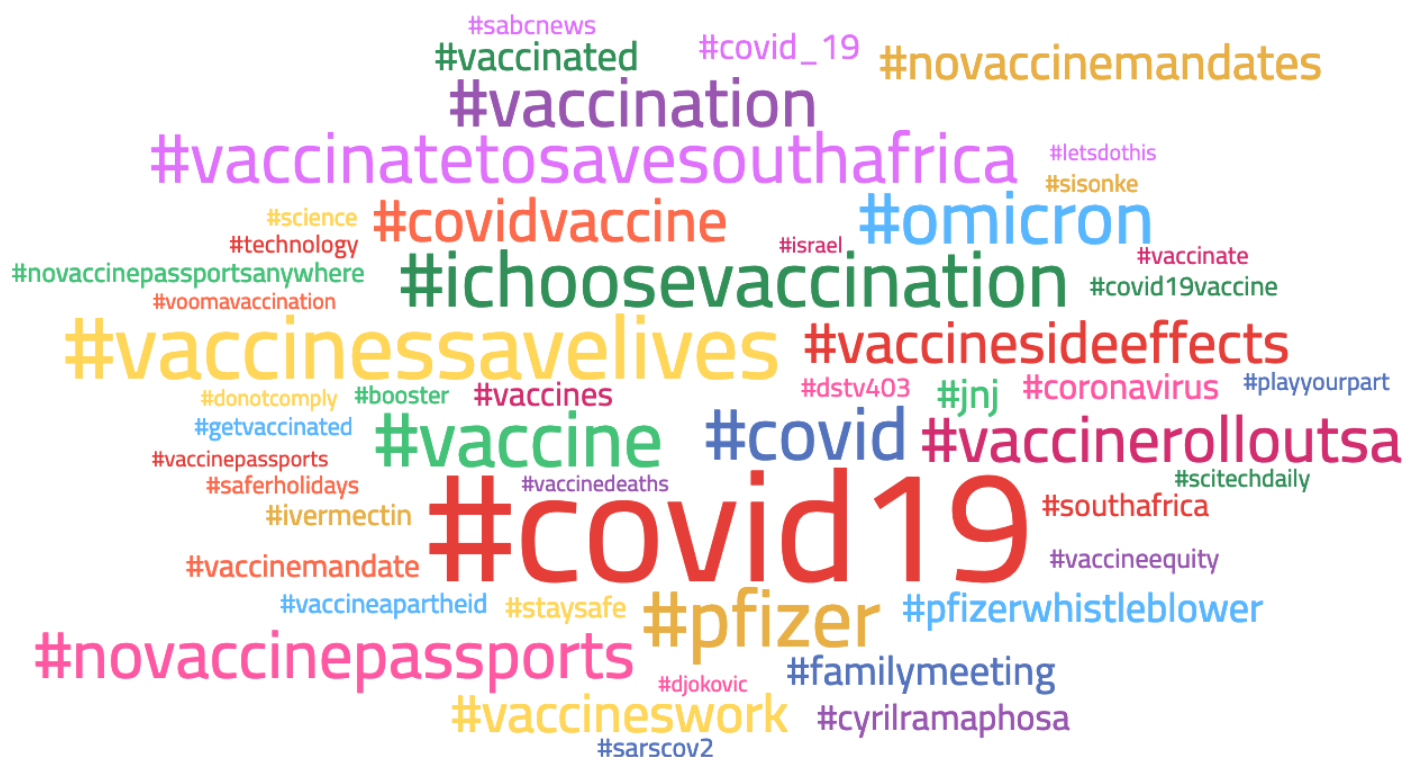 #sabcnews
#vaccinated
#covid_19
#novaccinemandates
#vaccination
#vaccinatetosavesouthafrica
#letsdothis
#sisonke
#science
#covidvaccine
#omicron
#technology
#israel
#vaccinate
#novaccinepassportsanywhere
#ichoosevaccination
#covid19vaccine
#voomavaccination
#vaccinessavelives
#vaccinesideeffects
#donotcomply
#booster
#vaccines
#dstv403
#jnj
#coronavirus
#playyourpart
#getvaccinated
#vaccine
#covid
#vaccinerolloutsa
#vaccinepassports
#saferholidays
#vaccinedeaths
#scitechdaily
#ivermectin
#covid19
#southafrica
#vaccinemandate
#vaccineequity
#vaccineapartheid
#staysafe
#pfizer
#pfizerwhistleblower
#novaccinepassports
#familymeeting
#djokovic
#vaccineswork
#cyrilramaphosa
#sarscov2